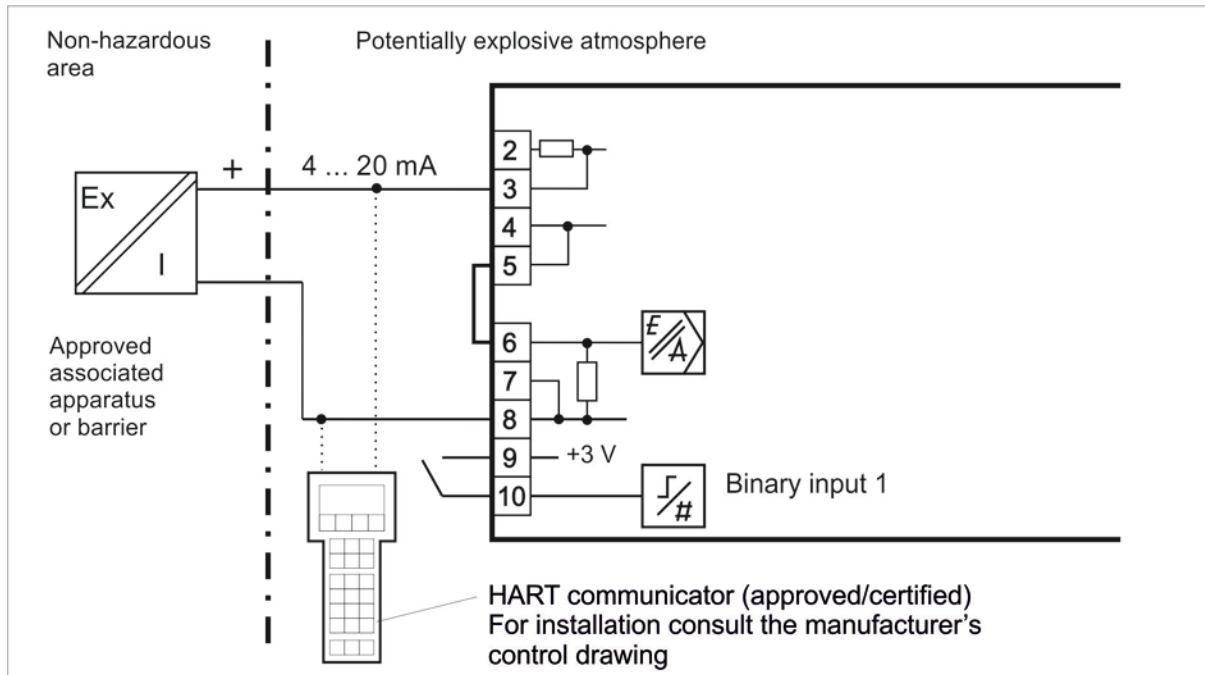 Non-hazardous
area
Potentially explosive atmosphere
+
4 ... 20 mA
Ex
I
Approved
associated
apparatus
or barrier
2
3
4
5
6
7
8
9
10
E
A
+3 V
#
Binary input 1
HART communicator (approved/certified)
For installation consult the manufacturer's
control drawing